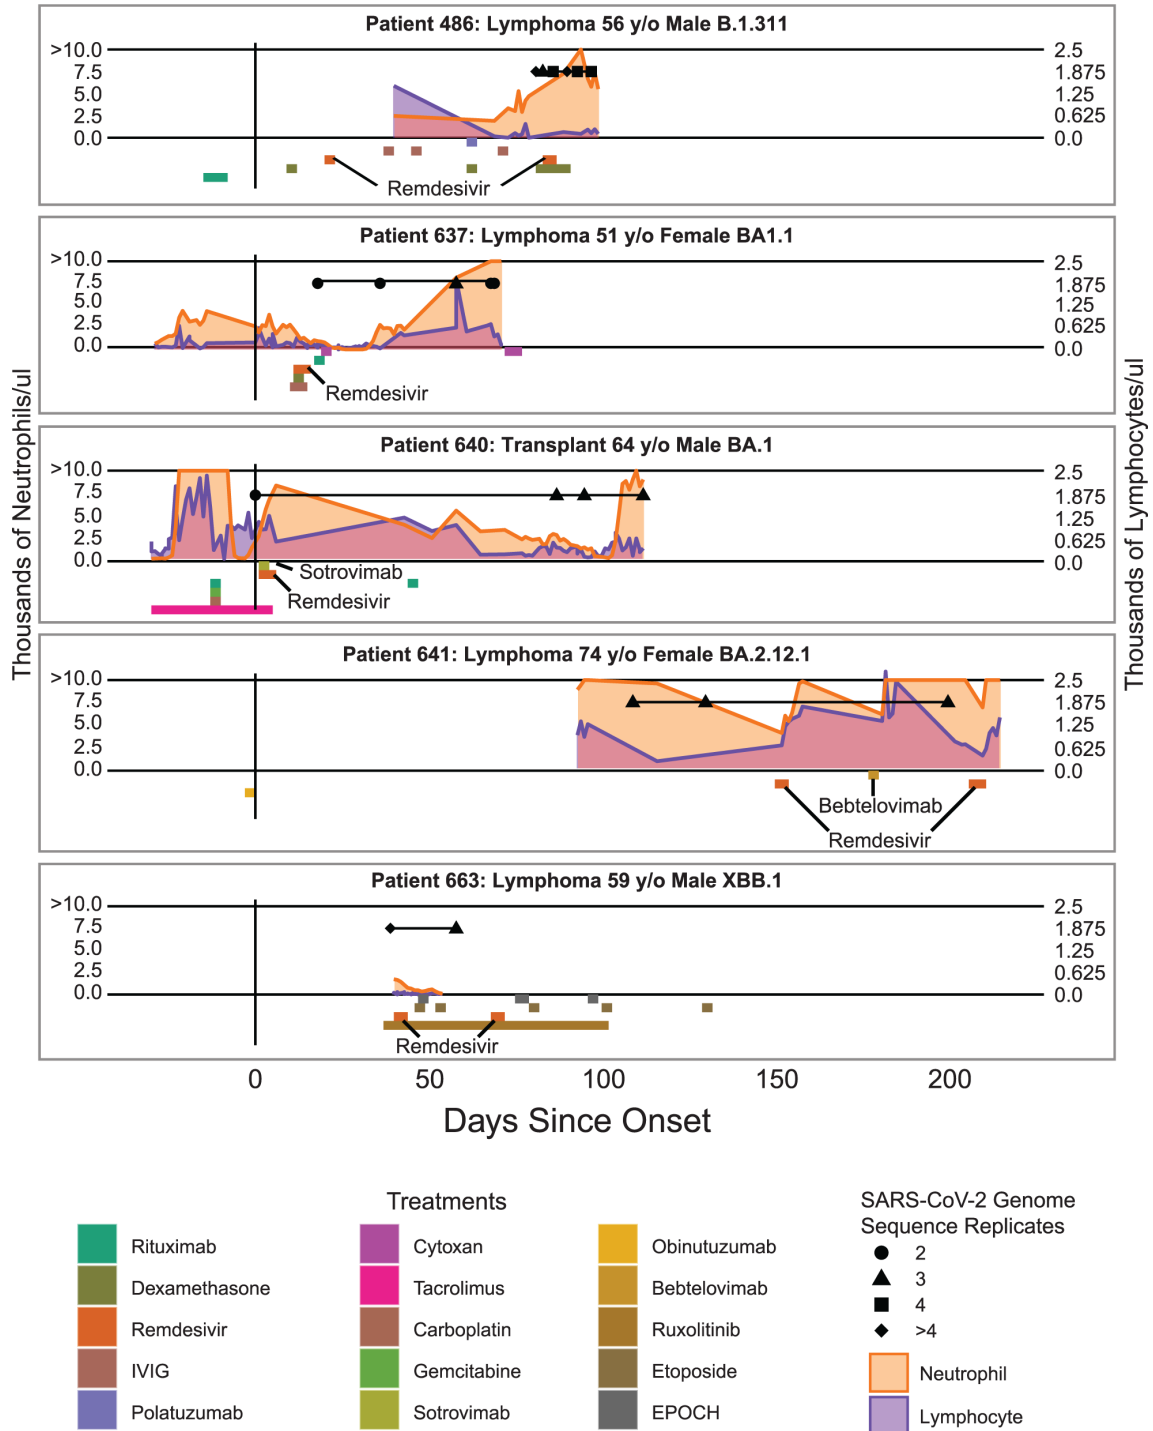 Patient 486: Lymphoma 56 y/o Male B.1.311
>10.0
7.5
5.0
2.5
0.0
2.5
1.875
1.25
0.625
0.0
Remdesivir
Patient 637: Lymphoma 51 y/o Female BA1.1
>10.0
7.5
5.0
2.5
0.0
2.5
1.875
1.25
0.625
0.0
Remdesivir
Thousands of Neutrophils/ul
Thousands of Lymphocytes/ul
Patient 640: Transplant 64 y/o Male BA.1
>10.0
7.5
5.0
2.5
0.0
2.5
1.875
1.25
0.625
0.0
Sotrovimab
Remdesivir
Patient 641: Lymphoma 74 y/o Female BA.2.12.1
>10.0
7.5
5.0
2.5
0.0
2.5
1.875
1.25
0.625
0.0
Bebtelovimab
Remdesivir
Patient 663: Lymphoma 59 y/o Male XBB.1
>10.0
7.5
5.0
2.5
0.0
2.5
1.875
1.25
0.625
0.0
Remdesivir
0 50 100 150 200
Days Since Onset
Treatments
Rituximab
Dexamethasone
Remdesivir
IVIG
Polatuzumab
Cytoxan
Tacrolimus
Carboplatin
Gemcitabine
Sotrovimab
Obinutuzumab
Bebtelovimab
Ruxolitinib
Etoposide
EPOCH
SARS-CoV-2 Genome
Sequence Replicates
2
3
4
>4
Neutrophil
Lymphocyte